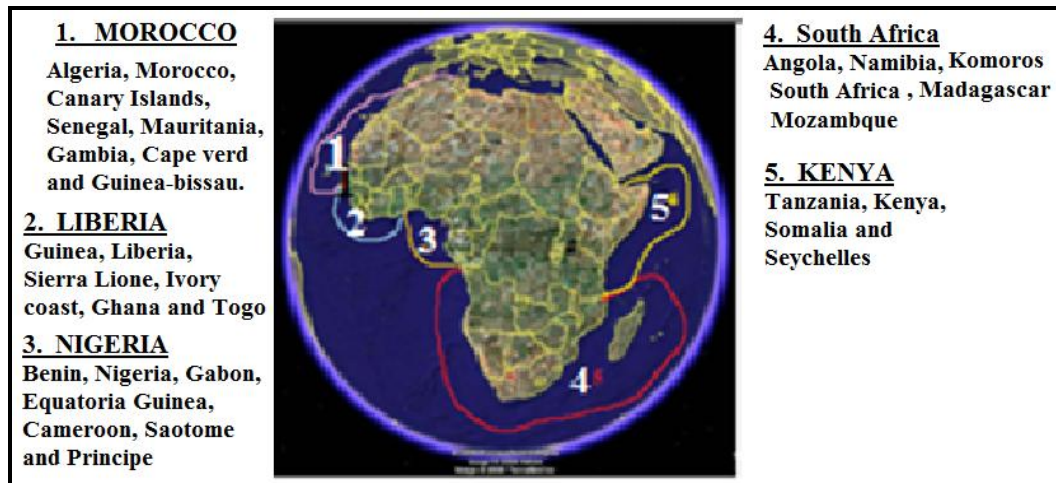 1. MOROCCO
Algeria, Morocco,
Canary Islands,
Senegal, Mauritania,
Gambia, Cape verd
and Guinea-bissau.
2. LIBERIA
Guinea, Liberia,
Sierra Lione, Ivory
coast, Ghana and Togo
3. NIGERIA
Benin, Nigeria, Gabon,
Equatoria Guinea,
Cameroon, Saotome
and Principe
1
2
3
4
5
4. South Africa
Angola, Namibia, Komoros
South Africa , Madagascar
Mozambque
5. KENYA
Tanzania, Kenya,
Somalia and
Seychelles